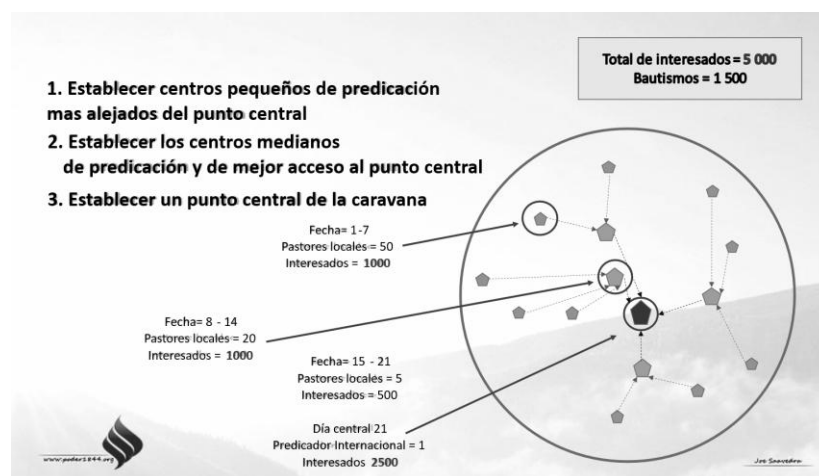 Total de interesados = 5 000
Bautismos = 1 500
1. Establecer centros pequeños de predicación
mas alejados del punto central
2. Establecer los centros medianos
de predicación y de mejor acceso al punto central
3. Establecer un punto central de la caravana
Fecha= 1-7
Pastores locales = 50
Interesados = 1000
Fecha= 8 - 14
Pastores locales = 20
Interesados = 1000
Fecha= 15 - 21
Pastores locales = 5
Interesados = 500
Día central 21
Predicador Internacional = 1
Interesados 2500
www.poder1844.org
Joe Saavedra